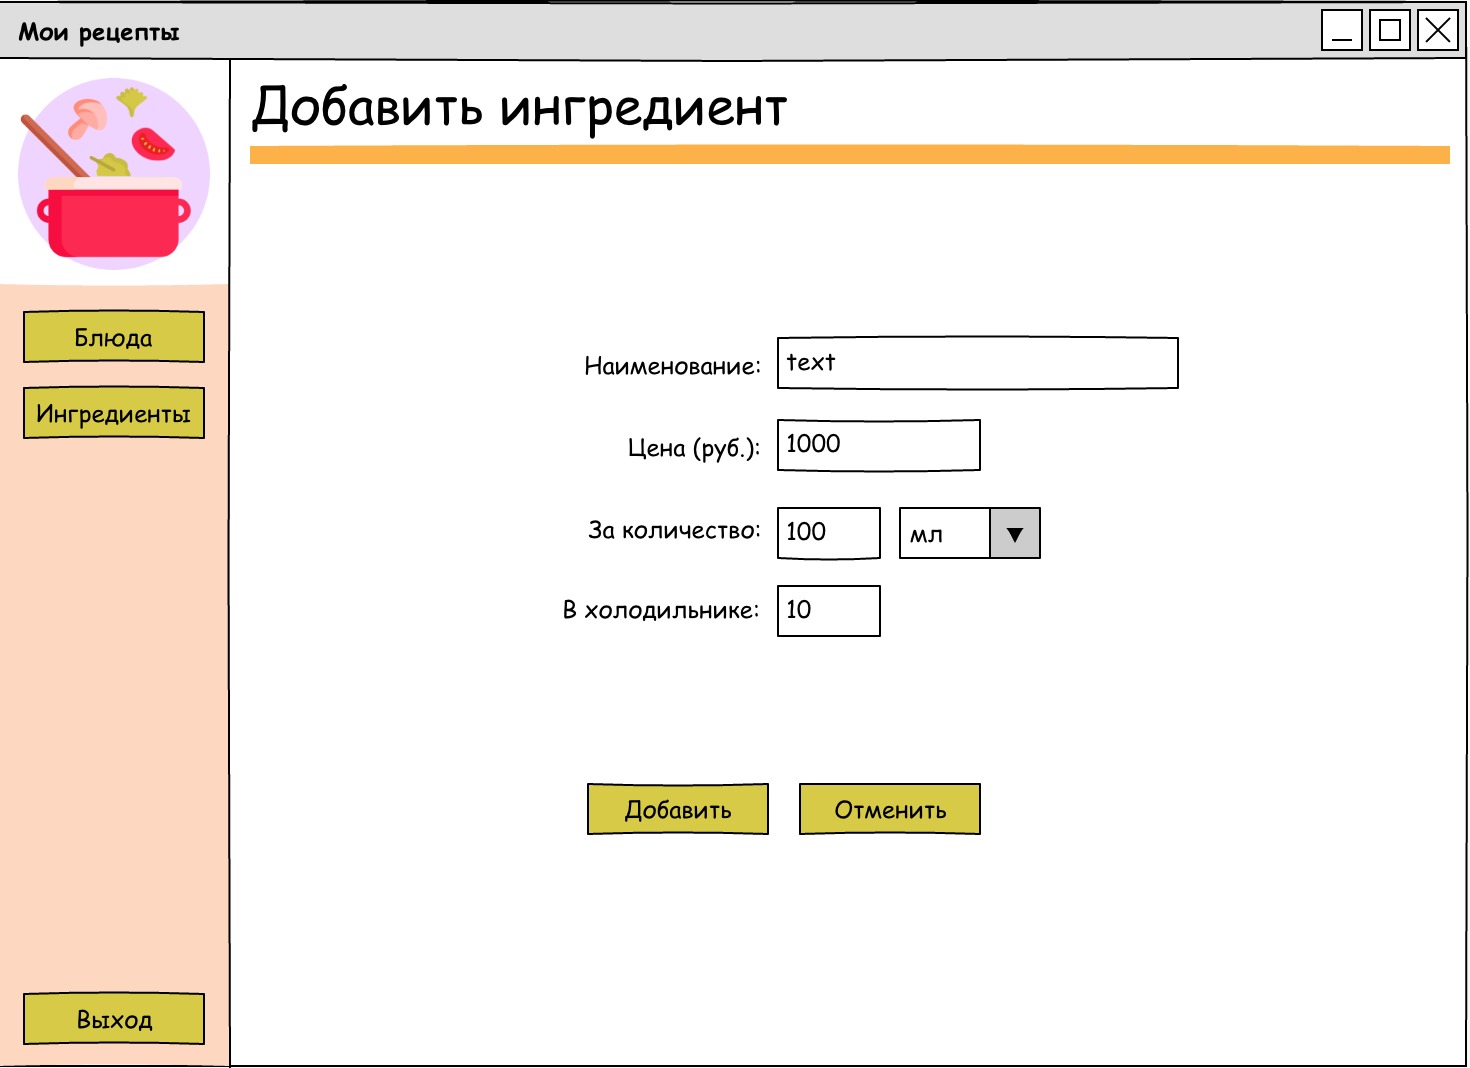 Мои рецепты
Добавить ингредиент
Блюда
Ингредиенты
Наименование: text
Цена (руб.): 1000
За количество: 100 мл
В холодильнике: 10
Добавить Отменить
Выход